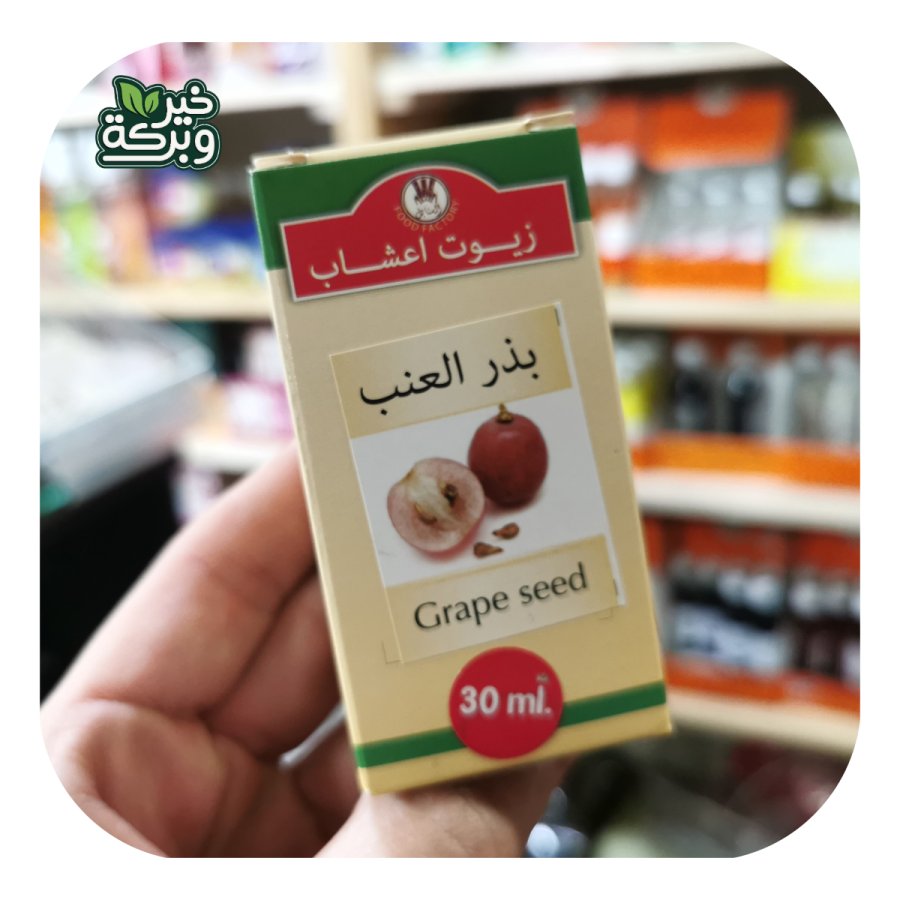 خير
وبركة
FOOD FACTORY
زيوت اعشاب
بذر العنب
Grape seed
30 ml.